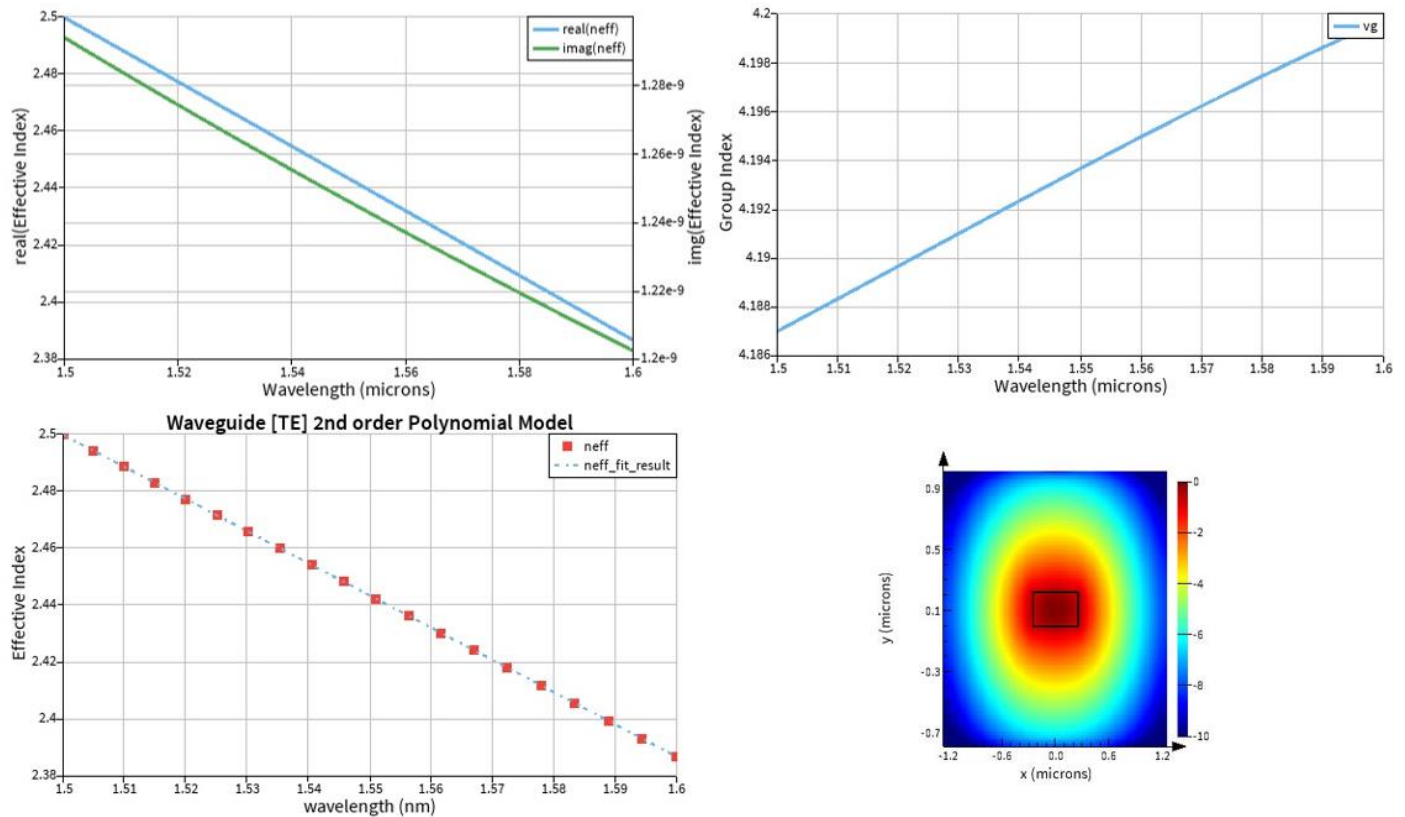 2.5
2.48
2.46
2.44
2.42
2.4
2.38
real(Effective Index)
real(neff)
imag(neff)
1.28e-9
1.26e-9
1.24e-9
1.22e-9
1.2e-9
img(Effective Index)
1.5 1.52 1.54 1.56 1.58 1.6
Wavelength (microns)
4.2
4.198
4.196
4.194
4.192
4.19
4.188
4.186
Group Index
vg
1.5 1.51 1.52 1.53 1.54 1.55 1.56 1.57 1.58 1.59 1.6
Wavelength (microns)
Waveguide [TE] 2nd order Polynomial Model
2.5
2.48
2.46
2.44
2.42
2.4
2.38
Effective Index
neff
neff_fit_result
1.5 1.51 1.52 1.53 1.54 1.55 1.56 1.57 1.58 1.59 1.6
wavelength (nm)
0.9
0.5
0.1
-0.3
-0.7
y (microns)
-1.2 -0.6 0.0 0.6 1.2
x (microns)
0
-2
-4
-6
-8
-10